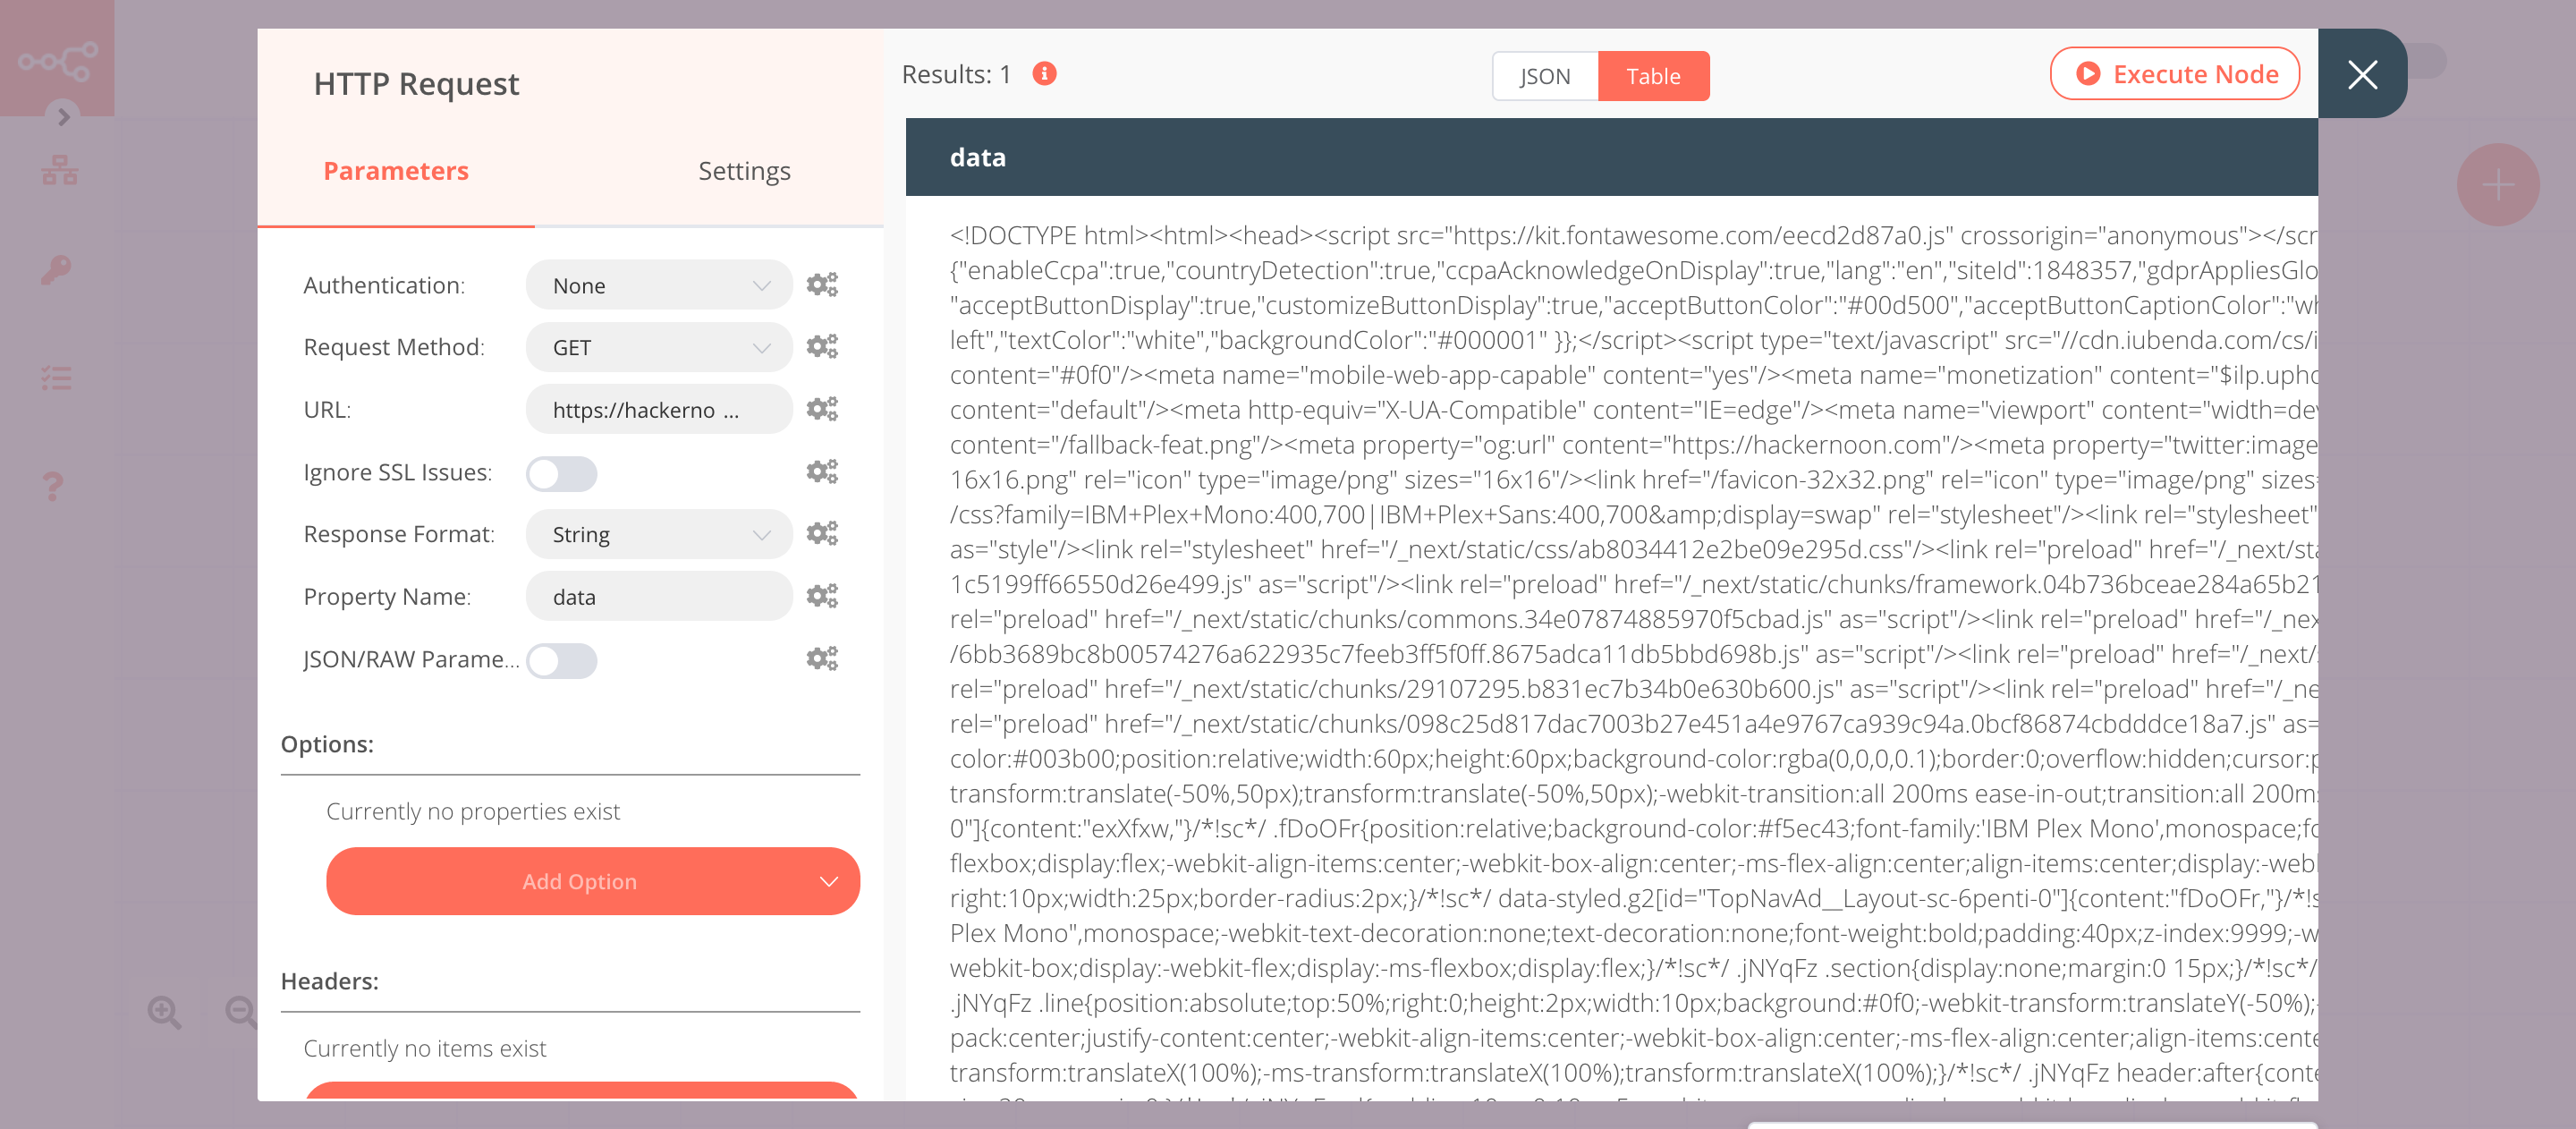 HTTP Request
Parameters
Settings
Authentication:
None
Request Method:
GET
URL:
https://hackerno ...
Ignore SSL Issues:
Response Format:
String
Property Name:
data
JSON/RAW Parame...
Options:
Currently no properties exist
Add Option
Headers:
Currently no items exist
Results: 1
JSON
Table
Execute Node
data
<!DOCTYPE html><html><head><script src="https://kit.fontawesome.com/eecd2d87a0.js" crossorigin="anonymous"></scr
{"enableCcpa":true,"countryDetection":true,"ccpaAcknowledgeOnDisplay":true,"lang":"en","siteId":1848357,"gdprAppliesGlo
"acceptButtonDisplay":true,"customizeButtonDisplay":true,"acceptButtonColor":"#00d500","acceptButtonCaptionColor":"wh
left","textColor":"white","backgroundColor":"#000001" }};</script><script type="text/javascript" src="//cdn.iubenda.com/cs/i
content="#0f0"/><meta name="mobile-web-app-capable" content="yes"/><meta name="monetization" content="$ilp.upho
content="default"/><meta http-equiv="X-UA-Compatible" content="IE=edge"/><meta name="viewport" content="width=dev
content="/fallback-feat.png"/><meta property="og:url" content="https://hackernoon.com"/><meta property="twitter:image
16x16.png" rel="icon" type="image/png" sizes="16x16"/><link href="/favicon-32x32.png" rel="icon" type="image/png" sizes=
/css?family=IBM+Plex+Mono:400,700|IBM+Plex+Sans:400,700&amp;display=swap" rel="stylesheet"/><link rel="stylesheet"
as="style"/><link rel="stylesheet" href="/_next/static/css/ab8034412e2be09e295d.css"/><link rel="preload" href="/_next/sta
1c5199ff66550d26e499.js" as="script"/><link rel="preload" href="/_next/static/chunks/framework.04b736bceae284a65b21
rel="preload" href="/_next/static/chunks/commons.34e07874885970f5cbad.js" as="script"/><link rel="preload" href="/_nex
/6bb3689bc8b00574276a622935c7feeb3ff5f0ff.8675adca11db5bbd698b.js" as="script"/><link rel="preload" href="/_next/
rel="preload" href="/_next/static/chunks/29107295.b831ec7b34b0e630b600.js" as="script"/><link rel="preload" href="/_ne
rel="preload" href="/_next/static/chunks/098c25d817dac7003b27e451a4e9767ca939c94a.0bcf86874cbdddce18a7.js" as=
color:#003b00;position:relative;width:60px;height:60px;background-color:rgba(0,0,0,0.1);border:0;overflow:hidden;cursor:p
transform:translate(-50%,50px);transform:translate(-50%,50px);-webkit-transition:all 200ms ease-in-out;transition:all 200m
0"]{content:"exXfxw,"}/*!sc*/ .fDoOFr{position:relative;background-color:#f5ec43;font-family:'IBM Plex Mono',monospace;fo
flexbox;display:flex;-webkit-align-items:center;-webkit-box-align:center;-ms-flex-align:center;align-items:center;display:-webl
right:10px;width:25px;border-radius:2px;}/*!sc*/ data-styled.g2[id="TopNavAd__Layout-sc-6penti-0"]{content:"fDoOFr,"}/*!s
Plex Mono",monospace;-webkit-text-decoration:none;text-decoration:none;font-weight:bold;padding:40px;z-index:9999;-w
webkit-box;display:-webkit-flex;display:-ms-flexbox;display:flex;}/*!sc*/ .jNYqFz .section{display:none;margin:0 15px;}/*!sc*/
.jNYqFz .line{position:absolute;top:50%;right:0;height:2px;width:10px;background:#0f0;-webkit-transform:translateY(-50%);-
pack:center;justify-content:center;-webkit-align-items:center;-webkit-box-align:center;-ms-flex-align:center;align-items:cente
transform:translateX(100%);-ms-transform:translateX(100%);transform:translateX(100%);}/*!sc*/ .jNYqFz header:after{conte